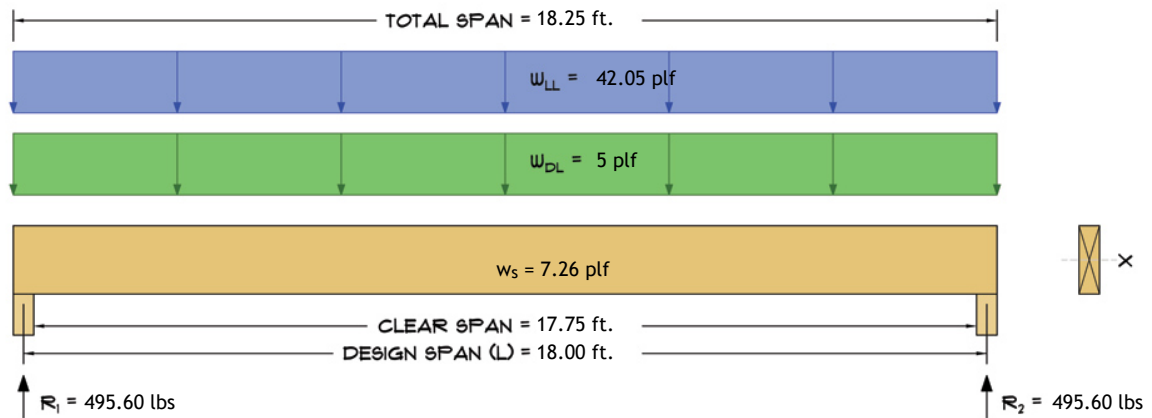 TOTAL SPAN = 18.25 ft.
wLL = 42.05 plf
wDL = 5 plf
ws = 7.26 plf
X
CLEAR SPAN = 17.75 ft.
DESIGN SPAN (L) = 18.00 ft.
R1 = 495.60 lbs
R2 = 495.60 lbs